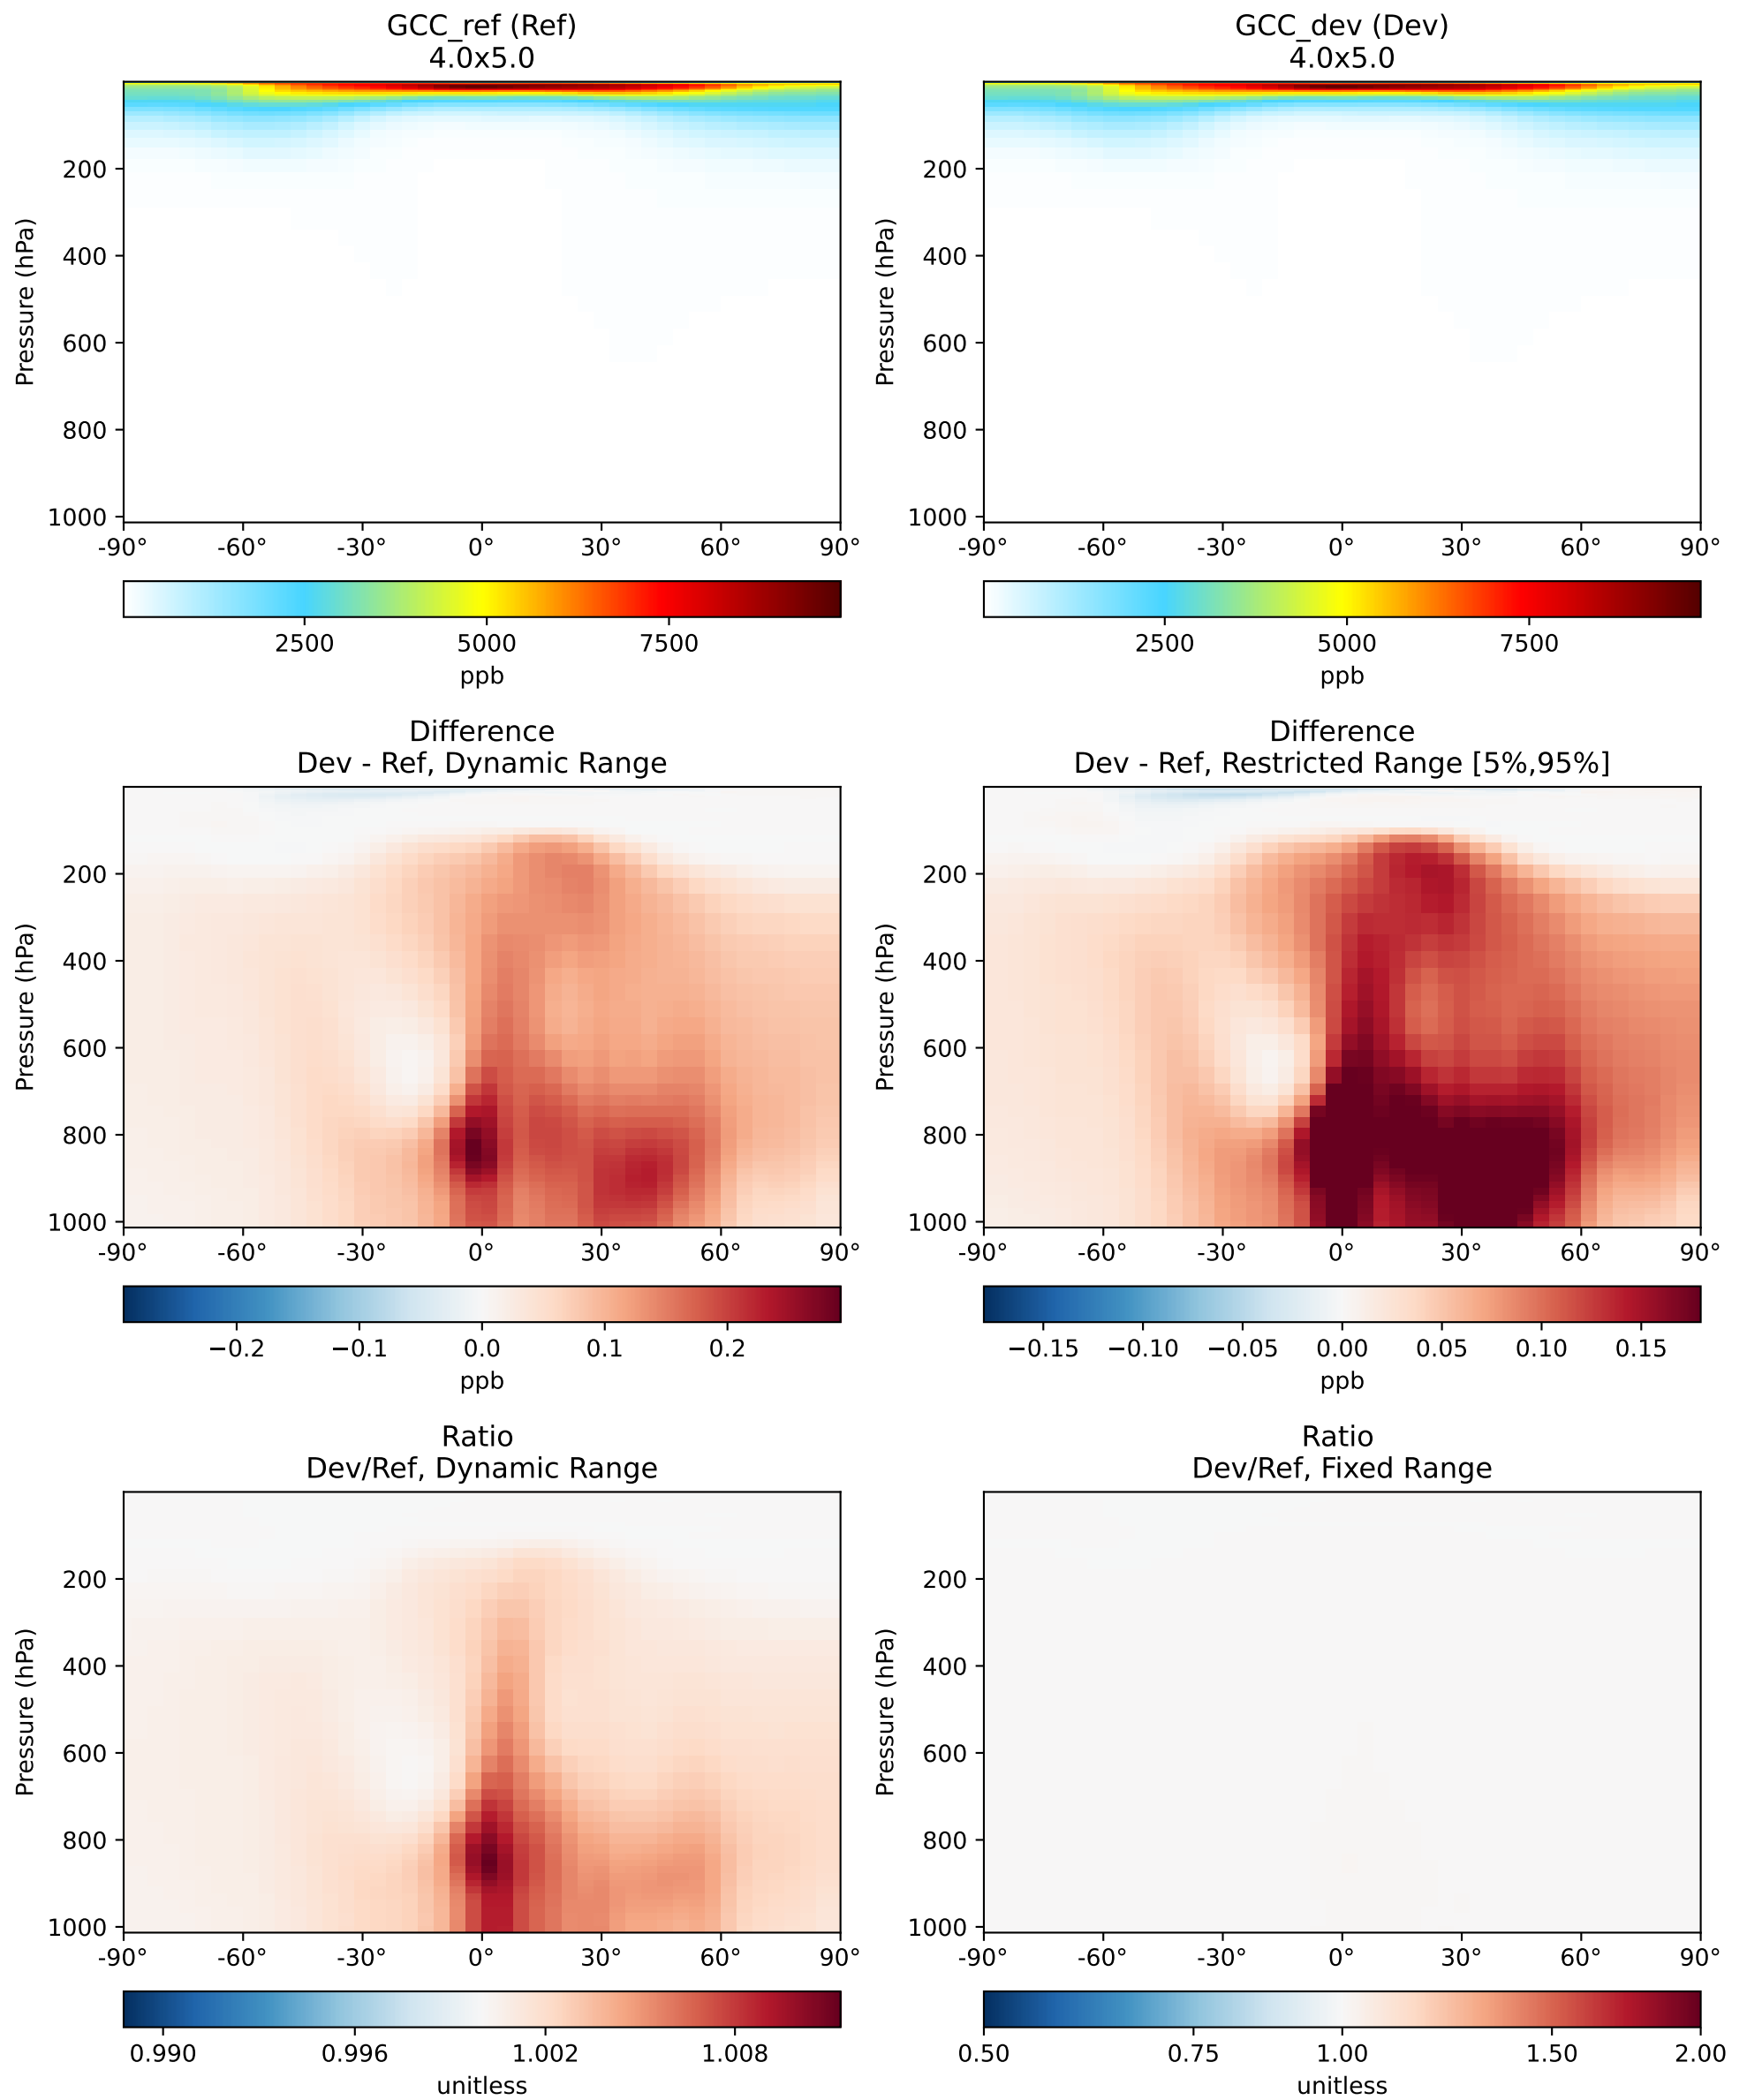 GCC_ref (Ref)
4.0x5.0
Pressure (hPa)
200
400
600
800
1000
-90° -60° -30° 0° 30° 60° 90°
2500 5000 7500
ppb
GCC_dev (Dev)
4.0x5.0
Pressure (hPa)
200
400
600
800
1000
-90° -60° -30° 0° 30° 60° 90°
2500 5000 7500
ppb
Difference
Dev - Ref, Dynamic Range
Pressure (hPa)
200
400
600
800
1000
-90° -60° -30° 0° 30° 60° 90°
−0.2 −0.1 0.0 0.1 0.2
ppb
Difference
Dev - Ref, Restricted Range [5%,95%]
Pressure (hPa)
200
400
600
800
1000
-90° -60° -30° 0° 30° 60° 90°
−0.15 −0.10 −0.05 0.00 0.05 0.10 0.15
ppb
Ratio
Dev/Ref, Dynamic Range
Pressure (hPa)
200
400
600
800
1000
-90° -60° -30° 0° 30° 60° 90°
0.990 0.996 1.002 1.008
unitless
Ratio
Dev/Ref, Fixed Range
Pressure (hPa)
200
400
600
800
1000
-90° -60° -30° 0° 30° 60° 90°
0.50 0.75 1.00 1.50 2.00
unitless